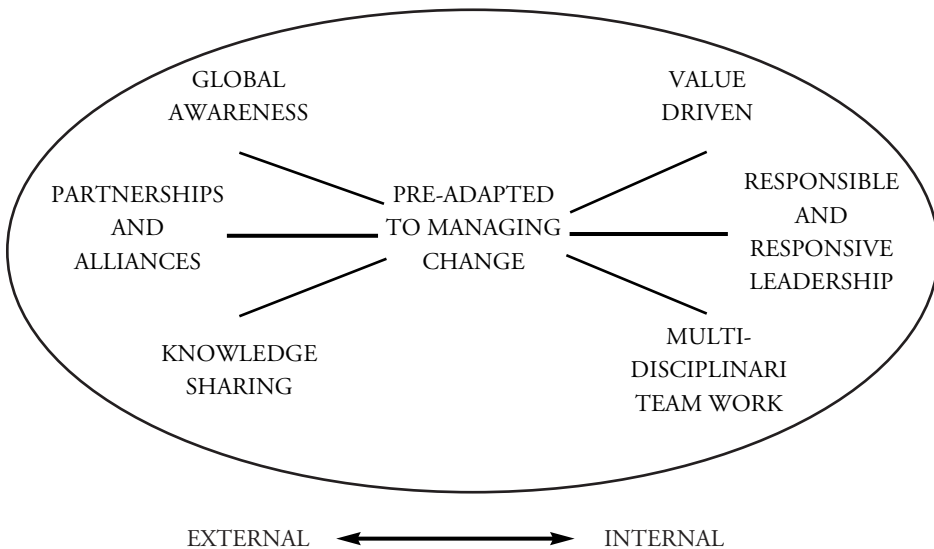 GLOBAL
AWARENESS
VALUE
DRIVEN
PARTNERSHIPS
AND
ALLIANCES
PRE-ADAPTED
TO MANAGING
CHANGE
RESPONSIBLE
AND
RESPONSIVE
LEADERSHIP
KNOWLEDGE
SHARING
MULTI-
DISCIPLINARI
TEAM WORK
EXTERNAL
INTERNAL